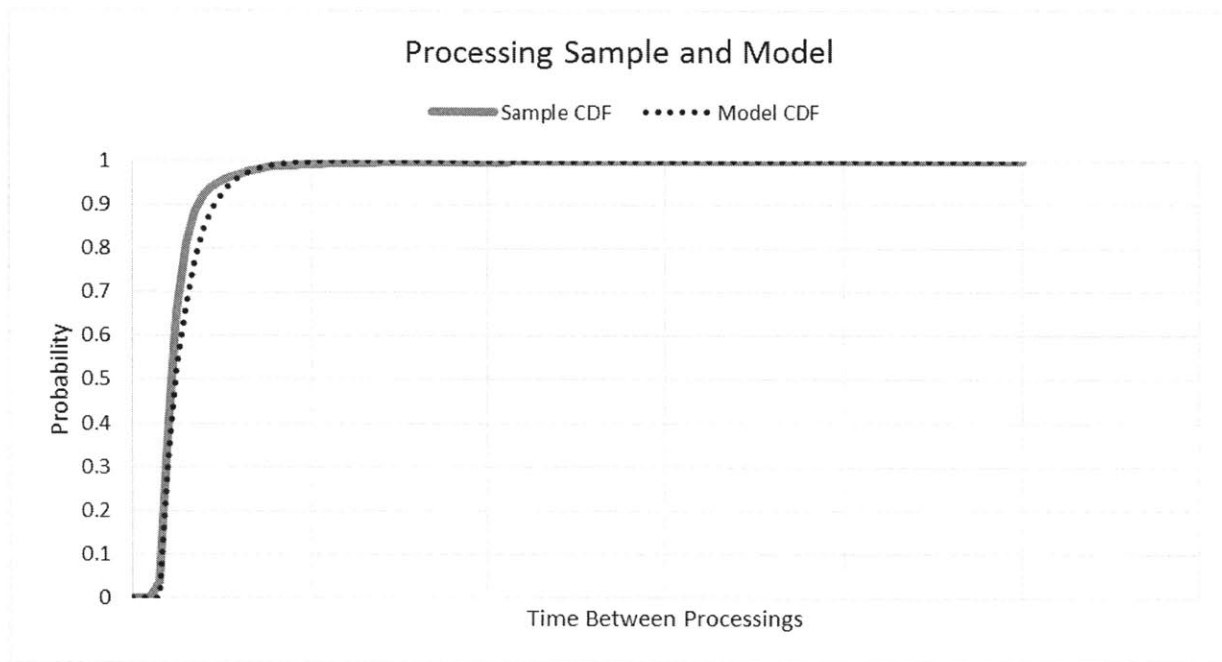 Processing Sample and Model
Sample CDF Model CDF
1
0.9
0.8
0.7
0.6
0.5
0.4
0.3
0.2
0.1
0
Probability
Time Between Processings